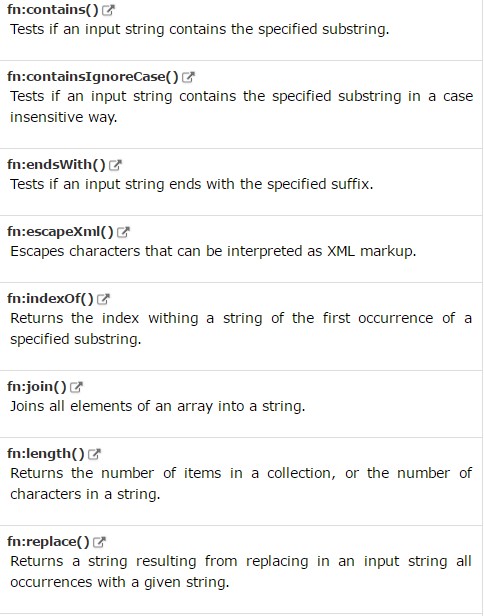 fn:contains()
Tests if an input string contains the specified substring.
fn:containsIgnoreCase()
Tests if an input string contains the specified substring in a case
insensitive way.
fn:endsWith()
Tests if an input string ends with the specified suffix.
fn:escapeXml()
Escapes characters that can be interpreted as XML markup.
fn:indexOf()
Returns the index withing a string of the first occurrence of a
specified substring.
fn:join()
Joins all elements of an array into a string.
fn:length()
Returns the number of items in a collection, or the number of
characters in a string.
fn:replace()
Returns a string resulting from replacing in an input string all
occurrences with a given string.